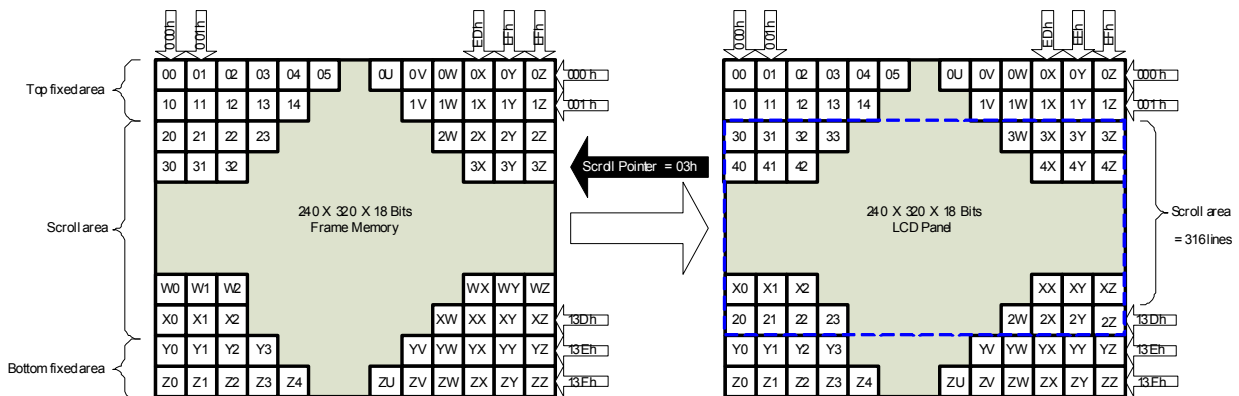 000h 001h EDh EFh EFh 000h 001h EDh EEh EFh
00 01 02 03 04 05 0U 0V 0W 0X 0Y 0Z 000h 00 01 02 03 04 05 0U 0V 0W 0X 0Y 0Z 000h
Top fixed area
10 11 12 13 14 1V 1W 1X 1Y 1Z 001h 10 11 12 13 14 1V 1W 1X 1Y 1Z 001h
20 21 22 23 2W 2X 2Y 2Z 30 31 32 33 3W 3X 3Y 3Z
30 31 32 3X 3Y 3Z Scroll Pointer = 03h 40 41 42 4X 4Y 4Z
Scroll area 240 X 320 X 18 Bits 240 X 320 X 18 Bits Scroll area
Frame Memory LCD Panel = 316 lines
W0 W1 W2 WX WY WZ X0 X1 X2 XX XY XZ
X0 X1 X2 XW XX XY XZ 13Dh 20 21 22 23 2W 2X 2Y 2Z 13Dh
Y0 Y1 Y2 Y3 YV YW YX YY YZ 13Eh Y0 Y1 Y2 Y3 YV YW YX YY YZ 13Eh
Bottom fixed area
Z0 Z1 Z2 Z3 Z4 ZU ZV ZW ZX ZY ZZ 13Fh Z0 Z1 Z2 Z3 Z4 ZU ZV ZW ZX ZY ZZ 13Fh